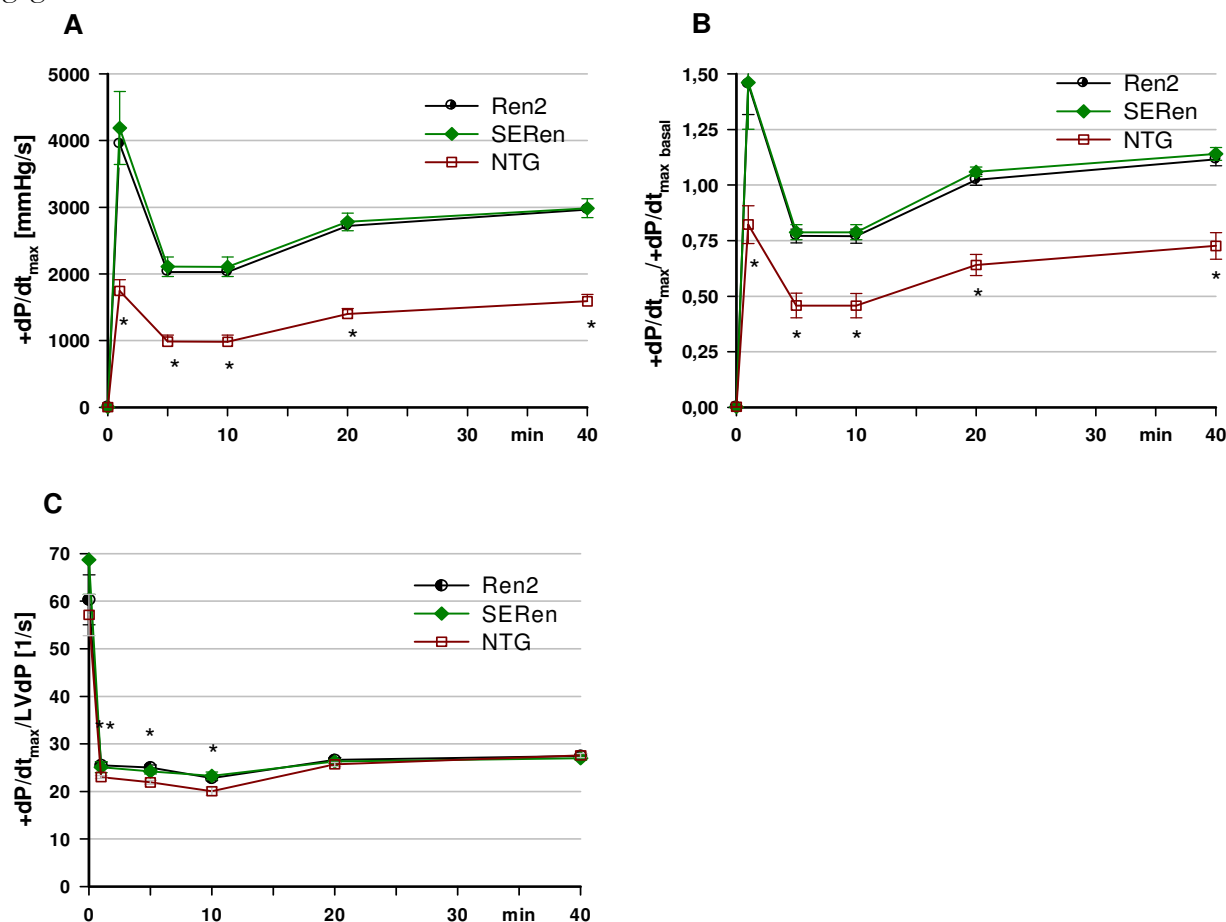 A
+dP/dtmax [mmHg/s]
5000
4000
3000
2000
1000
0
Ren2
SERen
NTG
*
*
*
*
*
0
10
20
30
min
40
B
+dP/dtmax/+dP/dtmax basal
1,50
1,25
1,00
0,75
0,50
0,25
0,00
Ren2
SERen
NTG
*
*
*
*
*
0
10
20
30
min
40
C
+dP/dtmax/LVdP [1/s]
70
60
50
40
30
20
10
0
Ren2
SERen
NTG
**
*
*
0
10
20
30
min
40